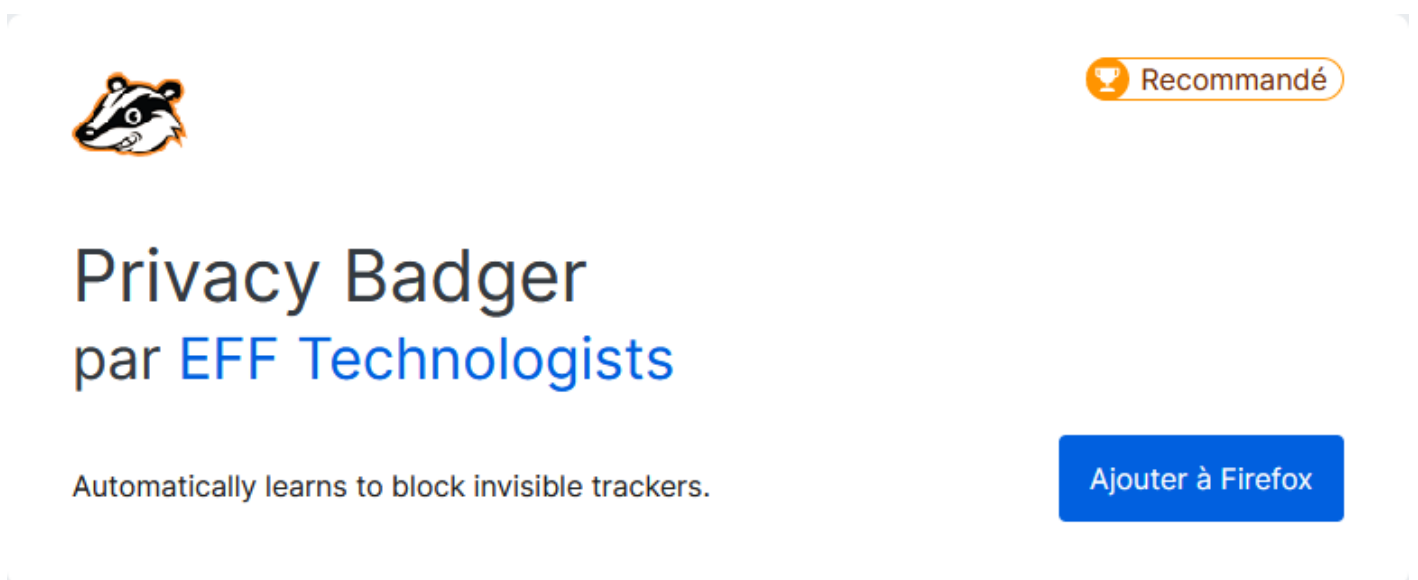 Recommandé
Privacy Badger
par EFF Technologists
Automatically learns to block invisible trackers.
Ajouter à Firefox